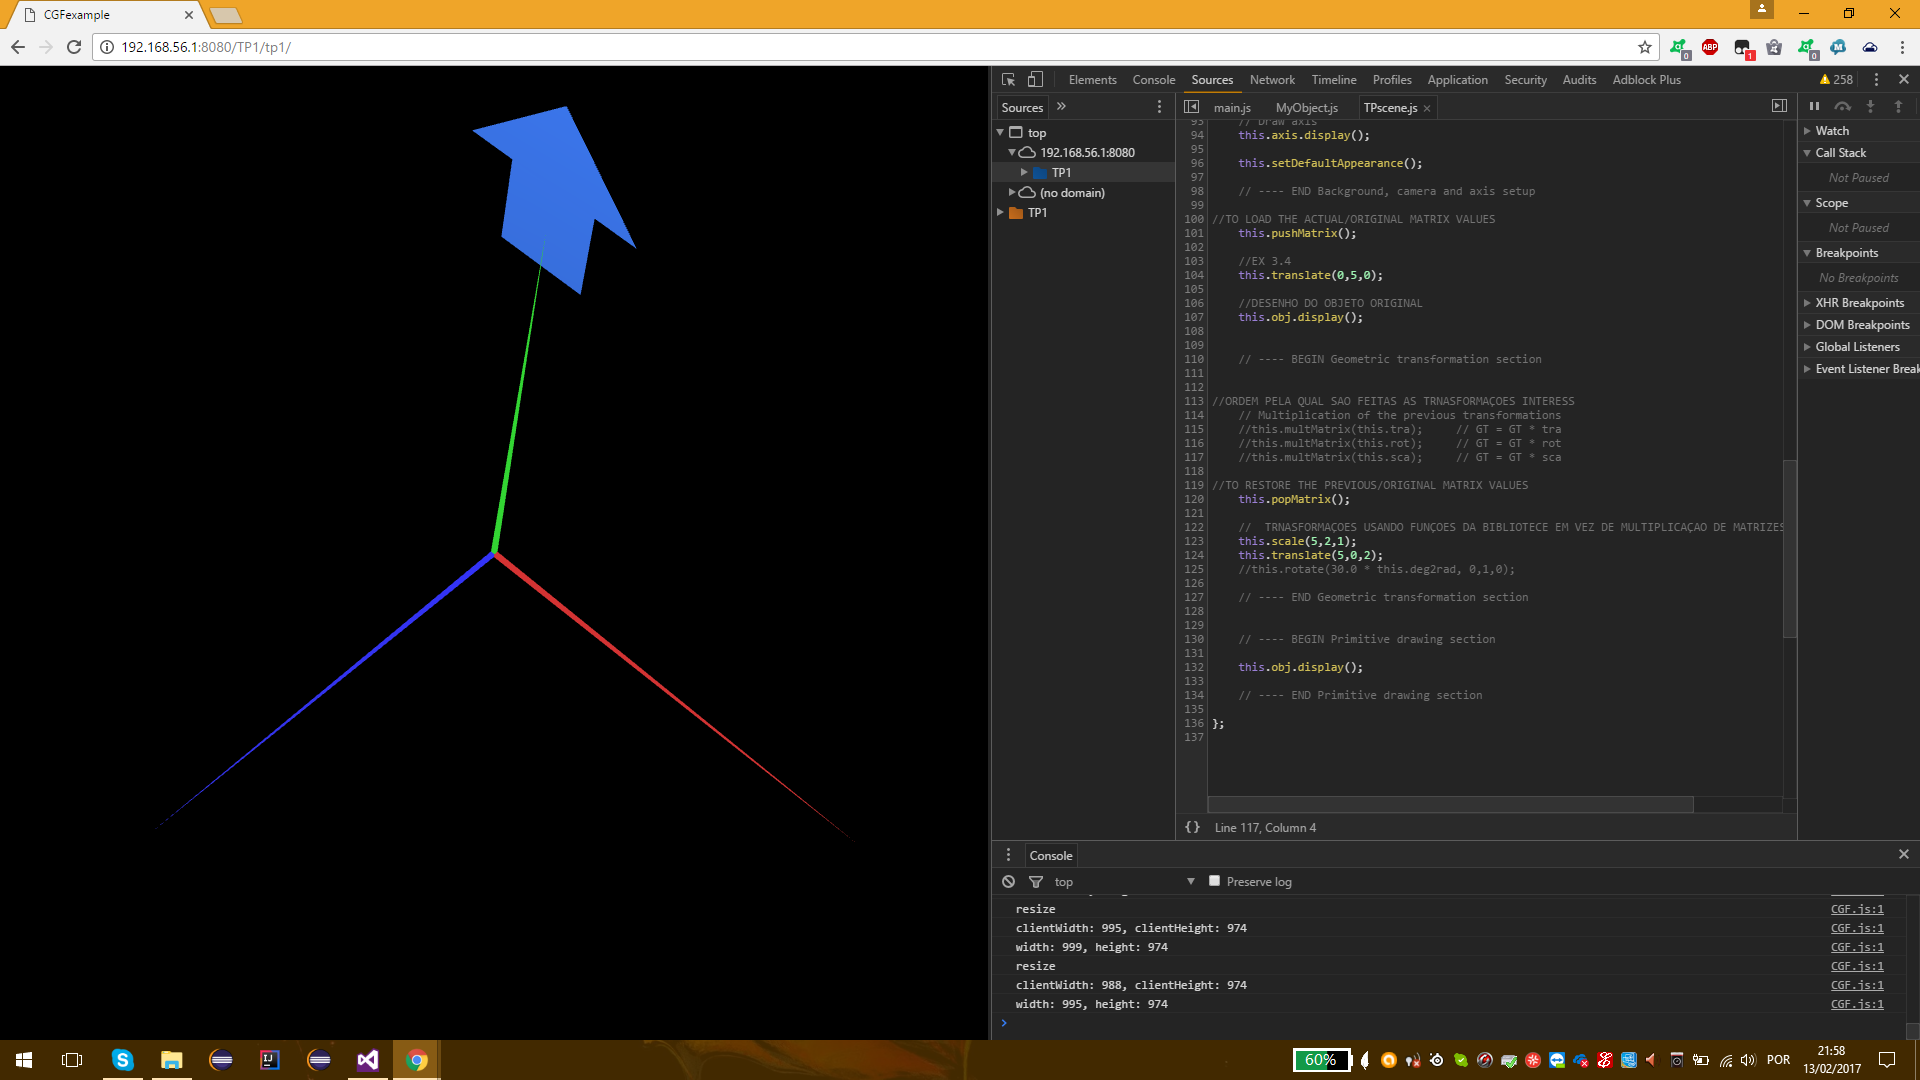 CGFexample
192.168.56.1:8080/TP1/tp1/
0
ABP
1
0
M
Elements Console Sources Network Timeline Profiles Application Security Audits Adblock Plus
258
Sources
main.js MyObject.js TPscene.js
top
192.168.56.1:8080
TP1
(no domain)
TP1
93 // Draw axis
94 this.axis.display();
95
96 this.setDefaultAppearance();
97
98 // ---- END Background, camera and axis setup
99
100 //TO LOAD THE ACTUAL/ORIGINAL MATRIX VALUES
101 this.pushMatrix();
102
103 //EX 3.4
104 this.translate(0,5,0);
105
106 //DESENHO DO OBJETO ORIGINAL
107 this.obj.display();
108
109
110 // ---- BEGIN Geometric transformation section
111
112
113 //ORDEM PELA QUAL SAO FEITAS AS TRNASFORMAÇOES INTERESS
114 // Multiplication of the previous transformations
115 //this.multMatrix(this.tra); // GT = GT * tra
116 //this.multMatrix(this.rot); // GT = GT * rot
117 //this.multMatrix(this.sca); // GT = GT * sca
118
119 //TO RESTORE THE PREVIOUS/ORIGINAL MATRIX VALUES
120 this.popMatrix();
121
122 // TRNASFORMAÇOES USANDO FUNÇOES DA BIBLIOTECE EM VEZ DE MULTIPLICAÇAO DE MATRIZES
123 this.scale(5,2,1);
124 this.translate(5,0,2);
125 //this.rotate(30.0 * this.deg2rad, 0,1,0);
126
127 // ---- END Geometric transformation section
128
129
130 // ---- BEGIN Primitive drawing section
131
132 this.obj.display();
133
134 // ---- END Primitive drawing section
135
136 };
137
{} Line 117, Column 4
Watch
Call Stack
Not Paused
Scope
Not Paused
Breakpoints
No Breakpoints
XHR Breakpoints
DOM Breakpoints
Global Listeners
Event Listener Break
Console
top Preserve log
resize CGF.js:1
clientWidth: 995, clientHeight: 974 CGF.js:1
width: 999, height: 974 CGF.js:1
resize CGF.js:1
clientWidth: 988, clientHeight: 974 CGF.js:1
width: 995, height: 974 CGF.js:1
60%
POR
21:58
13/02/2017